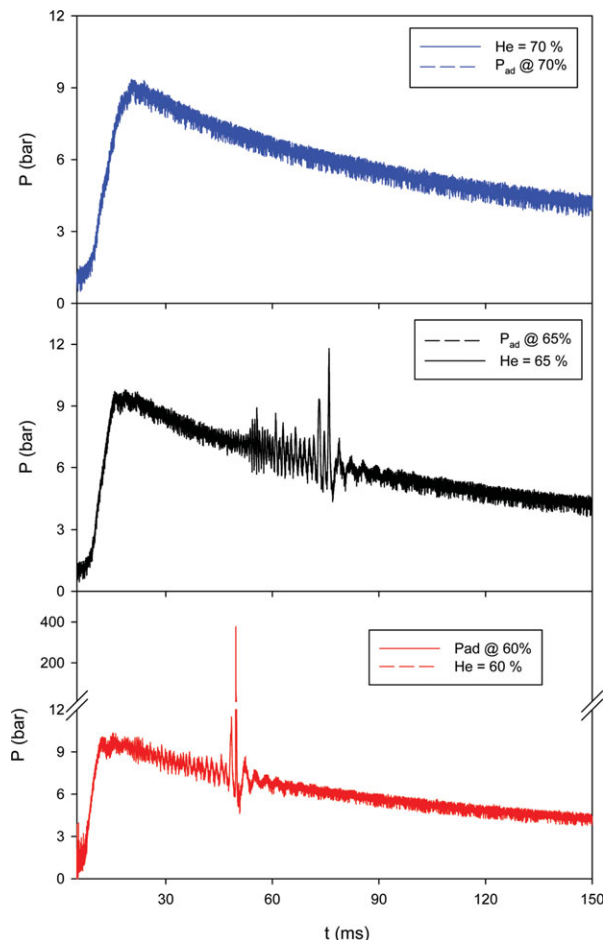 12
He = 70 %
P_ad @ 70%
9
P (bar)
6
3
0
12
P_ad @ 65%
He = 65 %
9
P (bar)
6
3
0
400
Pad @ 60%
200
He = 60 %
12
P (bar)
9
6
3
0
30 60 90 120 150
t (ms)